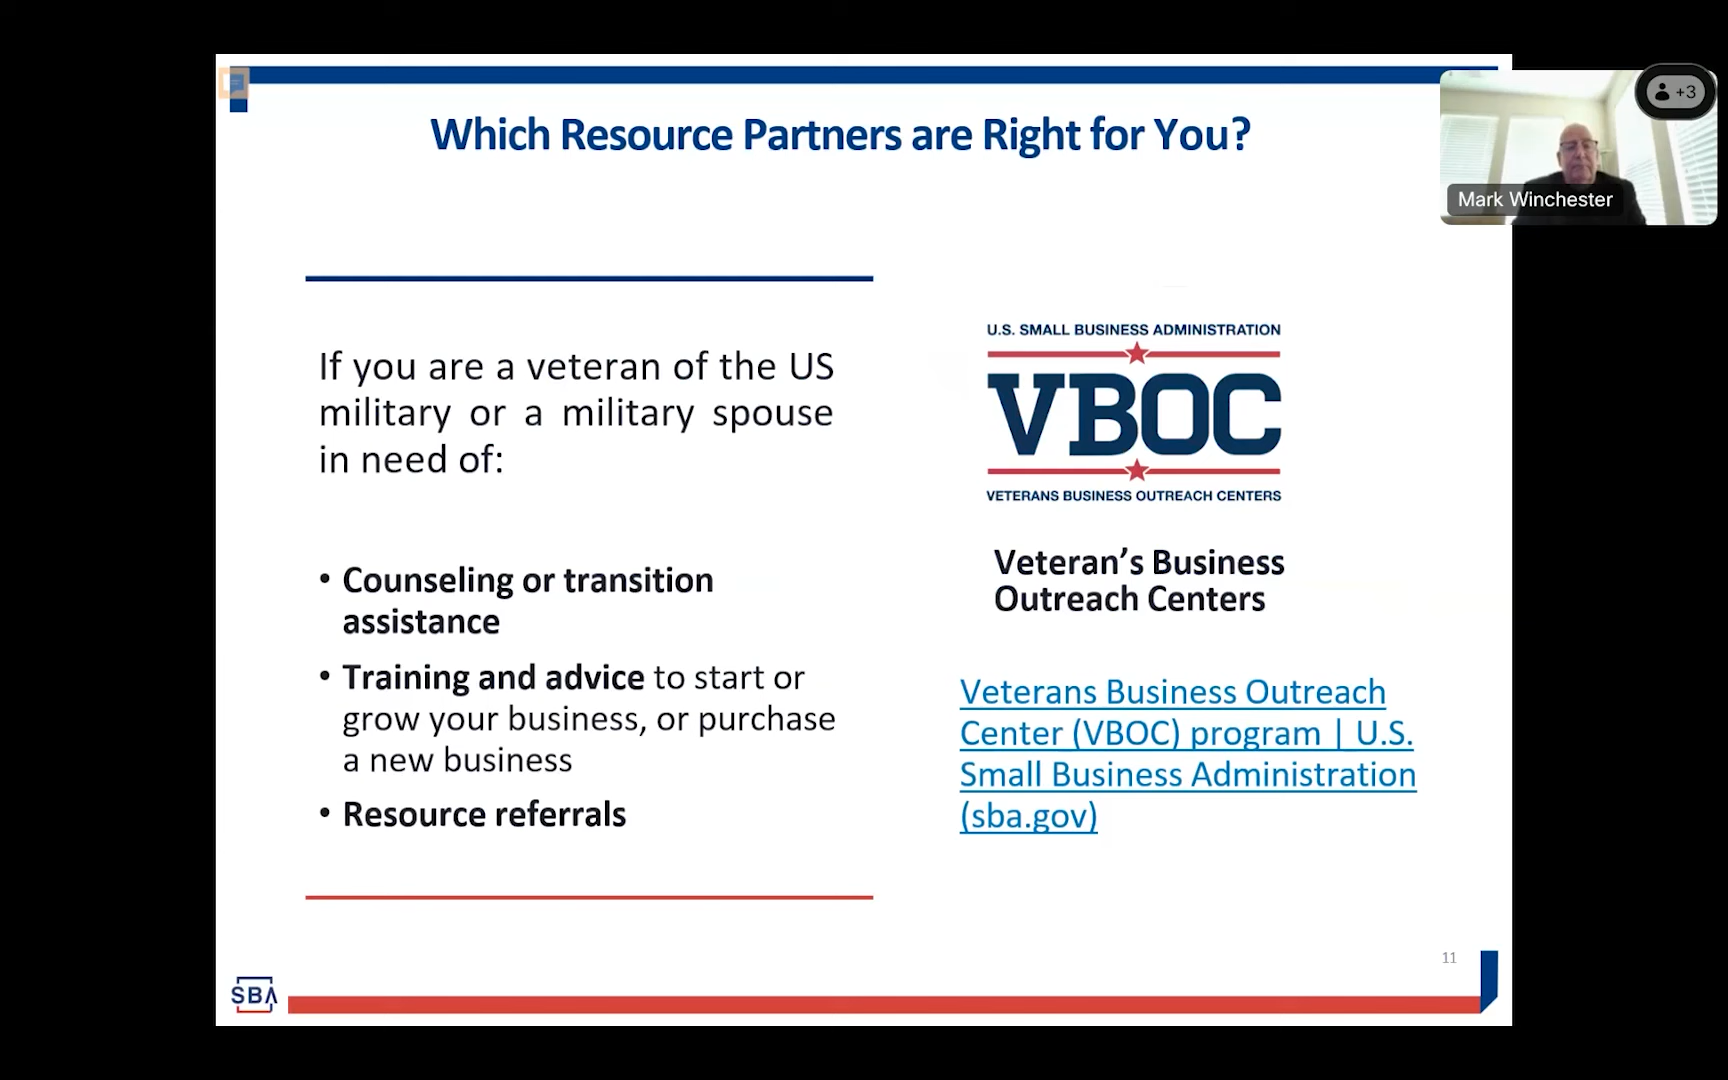 Which Resource Partners are Right for You?
+3
Mark Winchester
If you are a veteran of the US
military or a military spouse
in need of:
• Counseling or transition
assistance
• Training and advice to start or
grow your business, or purchase
a new business
• Resource referrals
U.S. SMALL BUSINESS ADMINISTRATION
VBOC
VETERANS BUSINESS OUTREACH CENTERS
Veteran’s Business
Outreach Centers
Veterans Business Outreach
Center (VBOC) program | U.S.
Small Business Administration
(sba.gov)
11
SBA